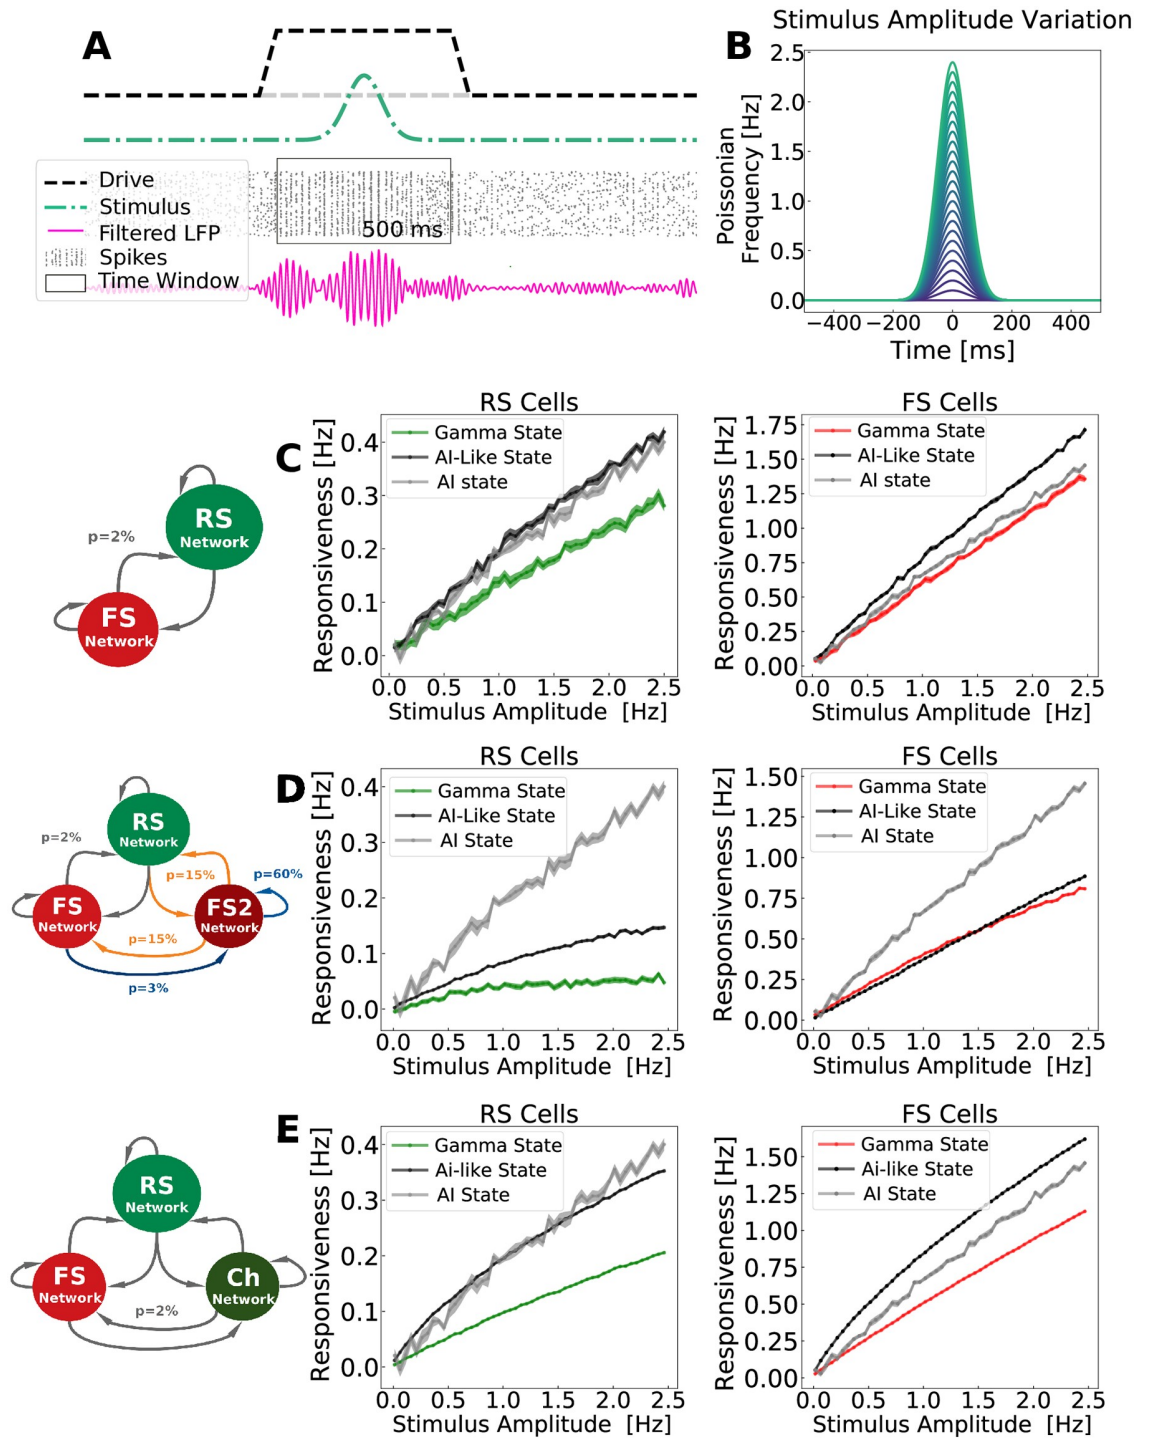 A
Drive
Stimulus
Filtered LFP
Spikes
Time Window
500 ms
B
Stimulus Amplitude Variation
Poissonian
Frequency [Hz]
2.5
2.0
1.5
1.0
0.5
0.0
−400 −200 0 200 400
Time [ms]
RS
Network
p=2%
FS
Network
C
RS Cells
Responsiveness [Hz]
Gamma State
AI-Like State
AI state
0.4
0.3
0.2
0.1
0.0
0.0 0.5 1.0 1.5 2.0 2.5
Stimulus Amplitude [Hz]
FS Cells
Responsiveness [Hz]
Gamma State
AI-Like State
AI state
1.75
1.50
1.25
1.00
0.75
0.50
0.25
0.00
0.0 0.5 1.0 1.5 2.0 2.5
Stimulus Amplitude [Hz]
RS
Network
p=2%
p=15%
p=60%
FS
Network
FS2
Network
p=15%
p=3%
D
RS Cells
Responsiveness [Hz]
Gamma State
AI-Like State
AI State
0.4
0.3
0.2
0.1
0.0
0.0 0.5 1.0 1.5 2.0 2.5
Stimulus Amplitude [Hz]
FS Cells
Responsiveness [Hz]
Gamma State
AI-Like State
AI State
1.50
1.25
1.00
0.75
0.50
0.25
0.00
0.0 0.5 1.0 1.5 2.0 2.5
Stimulus Amplitude [Hz]
RS
Network
FS
Network
Ch
Network
p=2%
E
RS Cells
Responsiveness [Hz]
Gamma State
Ai-like State
AI State
0.4
0.3
0.2
0.1
0.0
0.0 0.5 1.0 1.5 2.0 2.5
Stimulus Amplitude [Hz]
FS Cells
Responsiveness [Hz]
Gamma State
Ai-like State
AI State
1.50
1.25
1.00
0.75
0.50
0.25
0.00
0.0 0.5 1.0 1.5 2.0 2.5
Stimulus Amplitude [Hz]